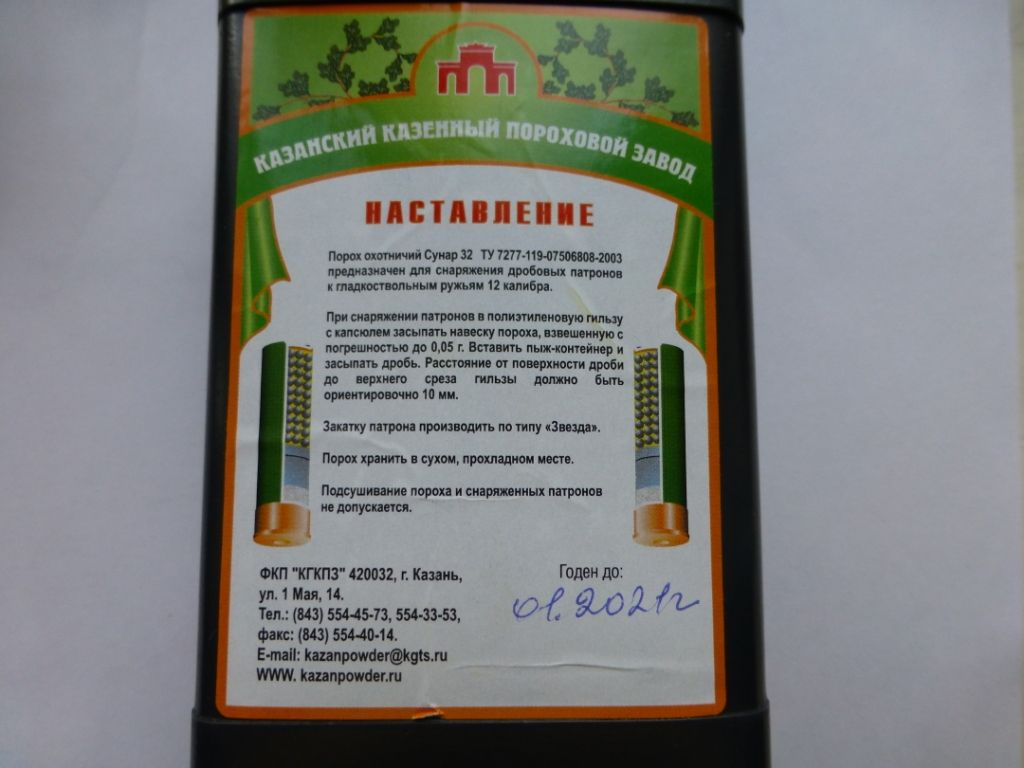 КАЗАНСКИЙ КАЗЕННЫЙ ПОРОХОВОЙ ЗАВОД
НАСТАВЛЕНИЕ
Порох охотничий Сунар 32 ТУ 7277-119-07506808-2003
предназначен для снаряжения дробовых патронов
к гладкоствольным ружьям 12 калибра.
При снаряжении патронов в полиэтиленовую гильзу
с капсюлем засыпать навеску пороха, взвешенную с
погрешностью до 0,05 г. Вставить пыж-контейнер и
засыпать дробь. Расстояние от поверхности дроби
до верхнего среза гильзы должно быть
ориентировочно 10 мм.
Закатку патрона производить по типу «Звезда».
Порох хранить в сухом, прохладном месте.
Подсушивание пороха и снаряженных патронов
не допускается.
ФКП "КГКПЗ" 420032, г. Казань,
ул. 1 Мая, 14.
Тел.: (843) 554-45-73, 554-33-53,
факс: (843) 554-40-14.
E-mail: kazanpowder@kgts.ru
WWW. kazanpowder.ru
Годен до:
01.2021г